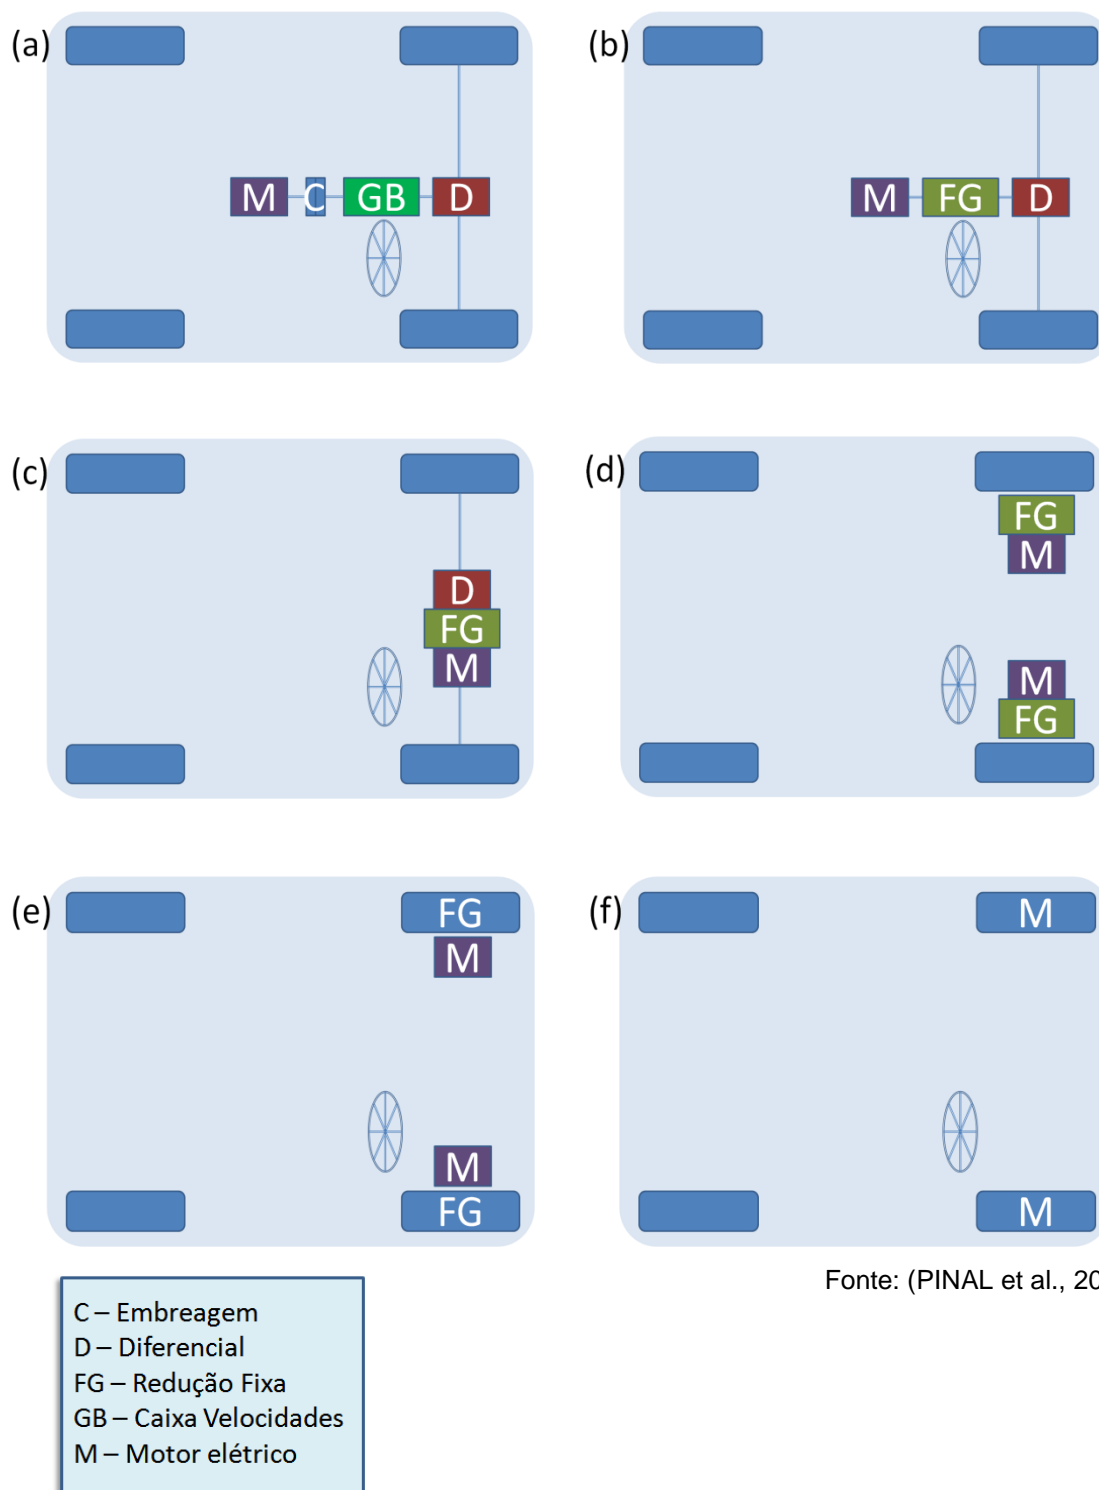 (a)
(b)
M C GB D
M FG D
(c)
(d)
D
FG
M
FG
M
M
FG
(e)
(f)
FG
M
M
FG
M
M
Fonte: (PINAL et al., 20
C – Embreagem
D – Diferencial
FG – Redução Fixa
GB – Caixa Velocidades
M – Motor elétrico